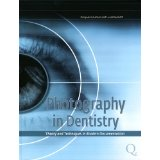 Photography
in Dentistry
Theory and Techniques in Modern Documentation
Q